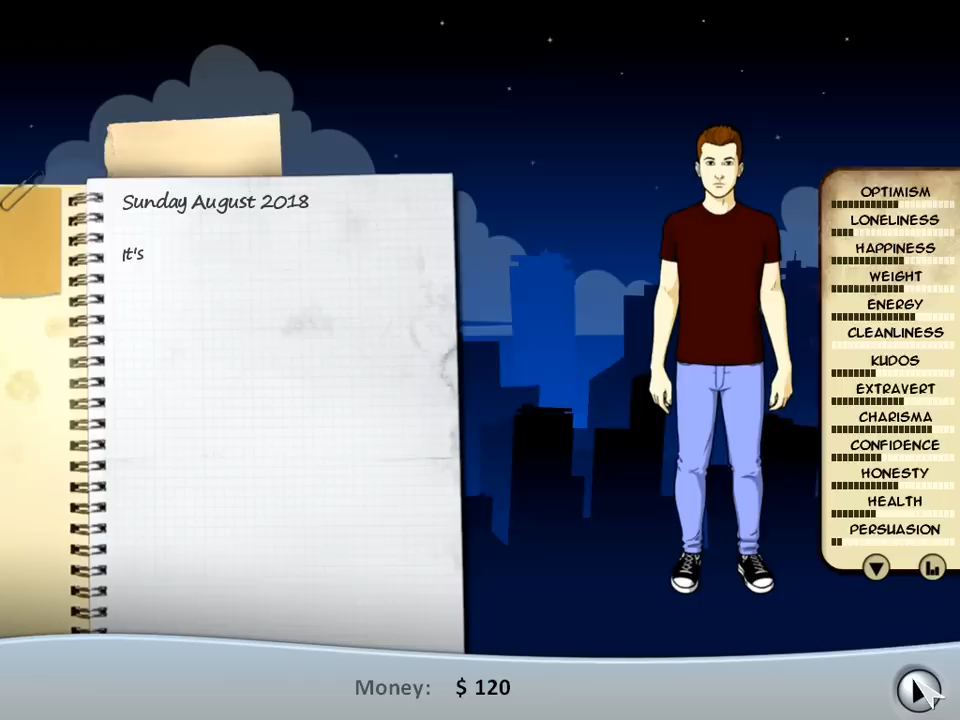 Sunday August 2018
It's
OPTIMISM
LONELINESS
HAPPINESS
WEIGHT
ENERGY
CLEANLINESS
KUDOS
EXTRAVERT
CHARISMA
CONFIDENCE
HONESTY
HEALTH
PERSUASION
Money: $ 120